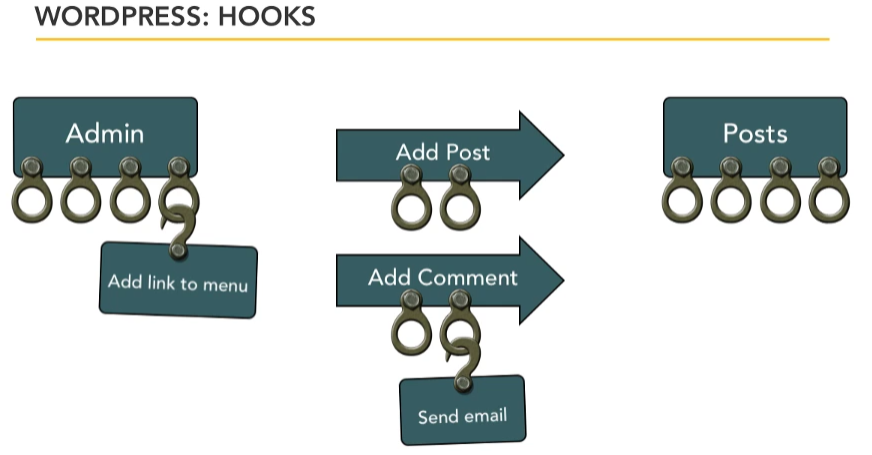 WORDPRESS: HOOKS
Admin
Add link to menu
Add Post
Add Comment
Send email
Posts